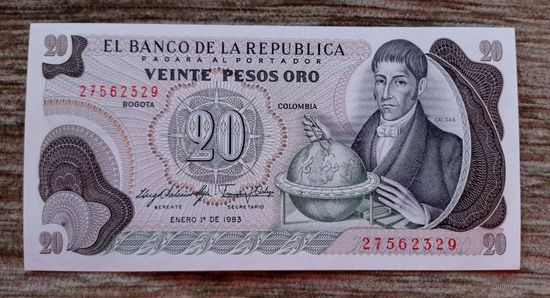 20
20
EL BANCO DE LA REPUBLICA
PAGARA AL PORTADOR
VEINTE PESOS ORO
27562329
BOGOTA
COLOMBIA
CALDAS
20
GERENTE
SECRETARIO
ENERO 1º DE 1983
27562329
20
20